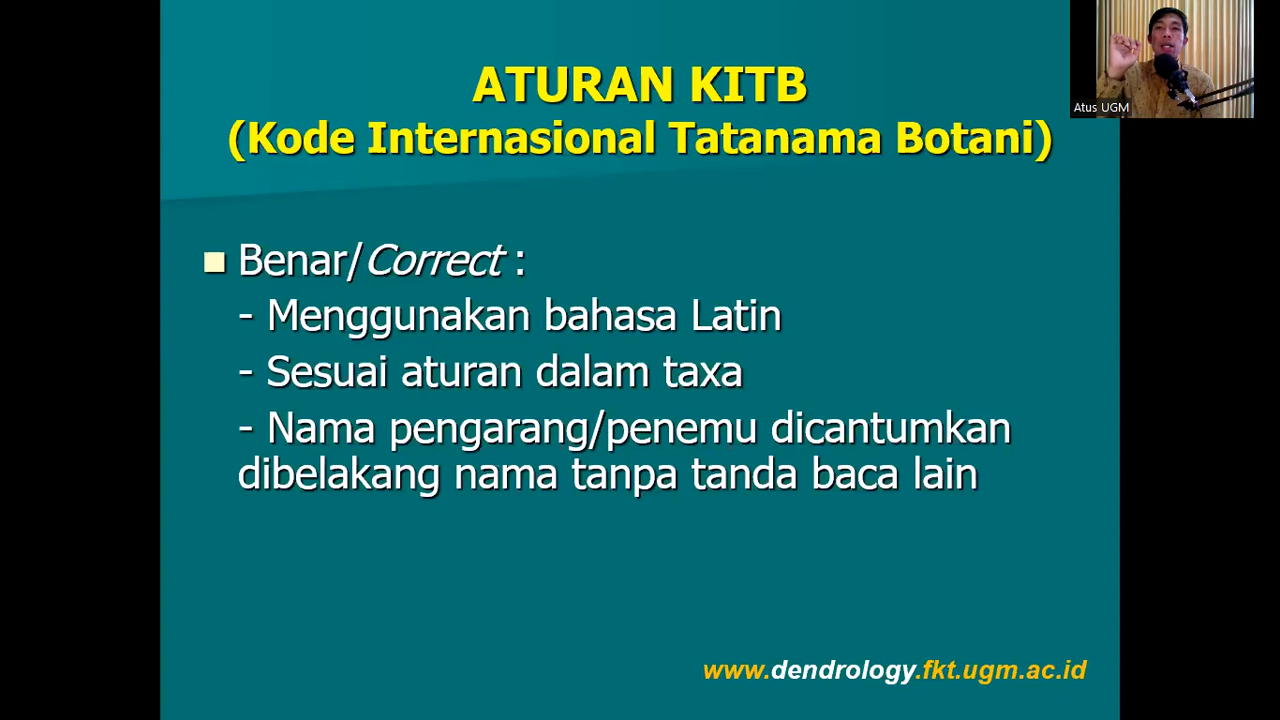 ATURAN KITB
(Kode Internasional Tatanama Botani)
Atus UGM
Benar/Correct :
- Menggunakan bahasa Latin
- Sesuai aturan dalam taxa
- Nama pengarang/penemu dicantumkan
dibelakang nama tanpa tanda baca lain
www.dendrology.fkt.ugm.ac.id